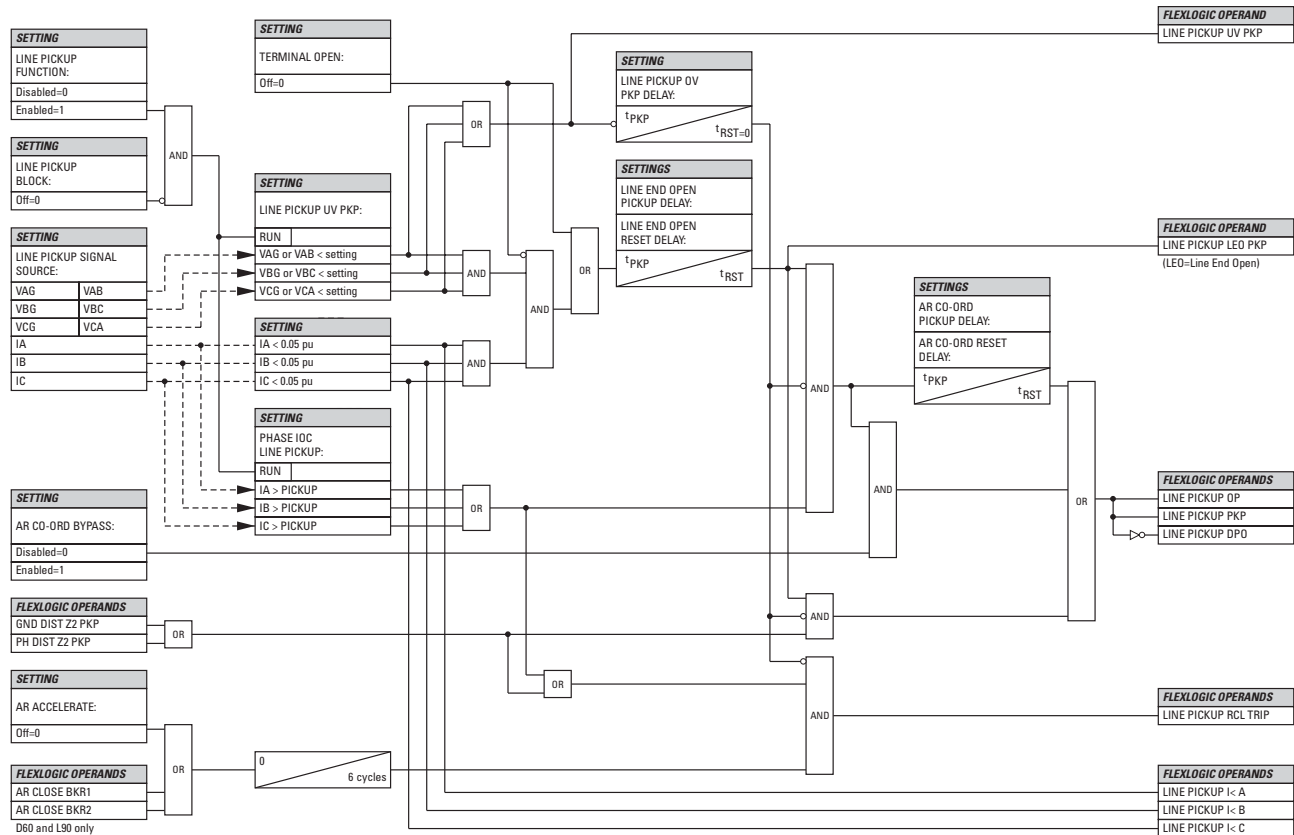 SETTING
LINE PICKUP
FUNCTION:
Disabled=0
Enabled=1
SETTING
LINE PICKUP
BLOCK:
Off=0
AND
SETTING
LINE PICKUP SIGNAL
SOURCE:
VAG VAB
VBG VBC
VCG VCA
IA
IB
IC
SETTING
AR CO-ORD BYPASS:
Disabled=0
Enabled=1
FLEXLOGIC OPERANDS
GND DIST Z2 PKP
PH DIST Z2 PKP
OR
SETTING
AR ACCELERATE:
Off=0
FLEXLOGIC OPERANDS
AR CLOSE BKR1
AR CLOSE BKR2
D60 and L90 only
OR
SETTING
TERMINAL OPEN:
Off=0
SETTING
LINE PICKUP UV PKP:
RUN
VAG or VAB < setting
VBG or VBC < setting
VCG or VCA < setting
SETTING
IA < 0.05 pu
IB < 0.05 pu
IC < 0.05 pu
SETTING
PHASE IOC
LINE PICKUP:
RUN
IA > PICKUP
IB > PICKUP
IC > PICKUP
0
6 cycles
OR
AND
AND
OR
AND
OR
OR
SETTING
LINE PICKUP OV
PKP DELAY:
tPKP
tRST=0
SETTINGS
LINE END OPEN
PICKUP DELAY:
LINE END OPEN
RESET DELAY:
tPKP
tRST
AND
AND
AND
AND
SETTINGS
AR CO-ORD
PICKUP DELAY:
AR CO-ORD RESET
DELAY:
tPKP
tRST
OR
FLEXLOGIC OPERAND
LINE PICKUP UV PKP
FLEXLOGIC OPERAND
LINE PICKUP LEO PKP
(LEO=Line End Open)
FLEXLOGIC OPERANDS
LINE PICKUP OP
LINE PICKUP PKP
LINE PICKUP DPO
FLEXLOGIC OPERANDS
LINE PICKUP RCL TRIP
FLEXLOGIC OPERANDS
LINE PICKUP I< A
LINE PICKUP I< B
LINE PICKUP I< C